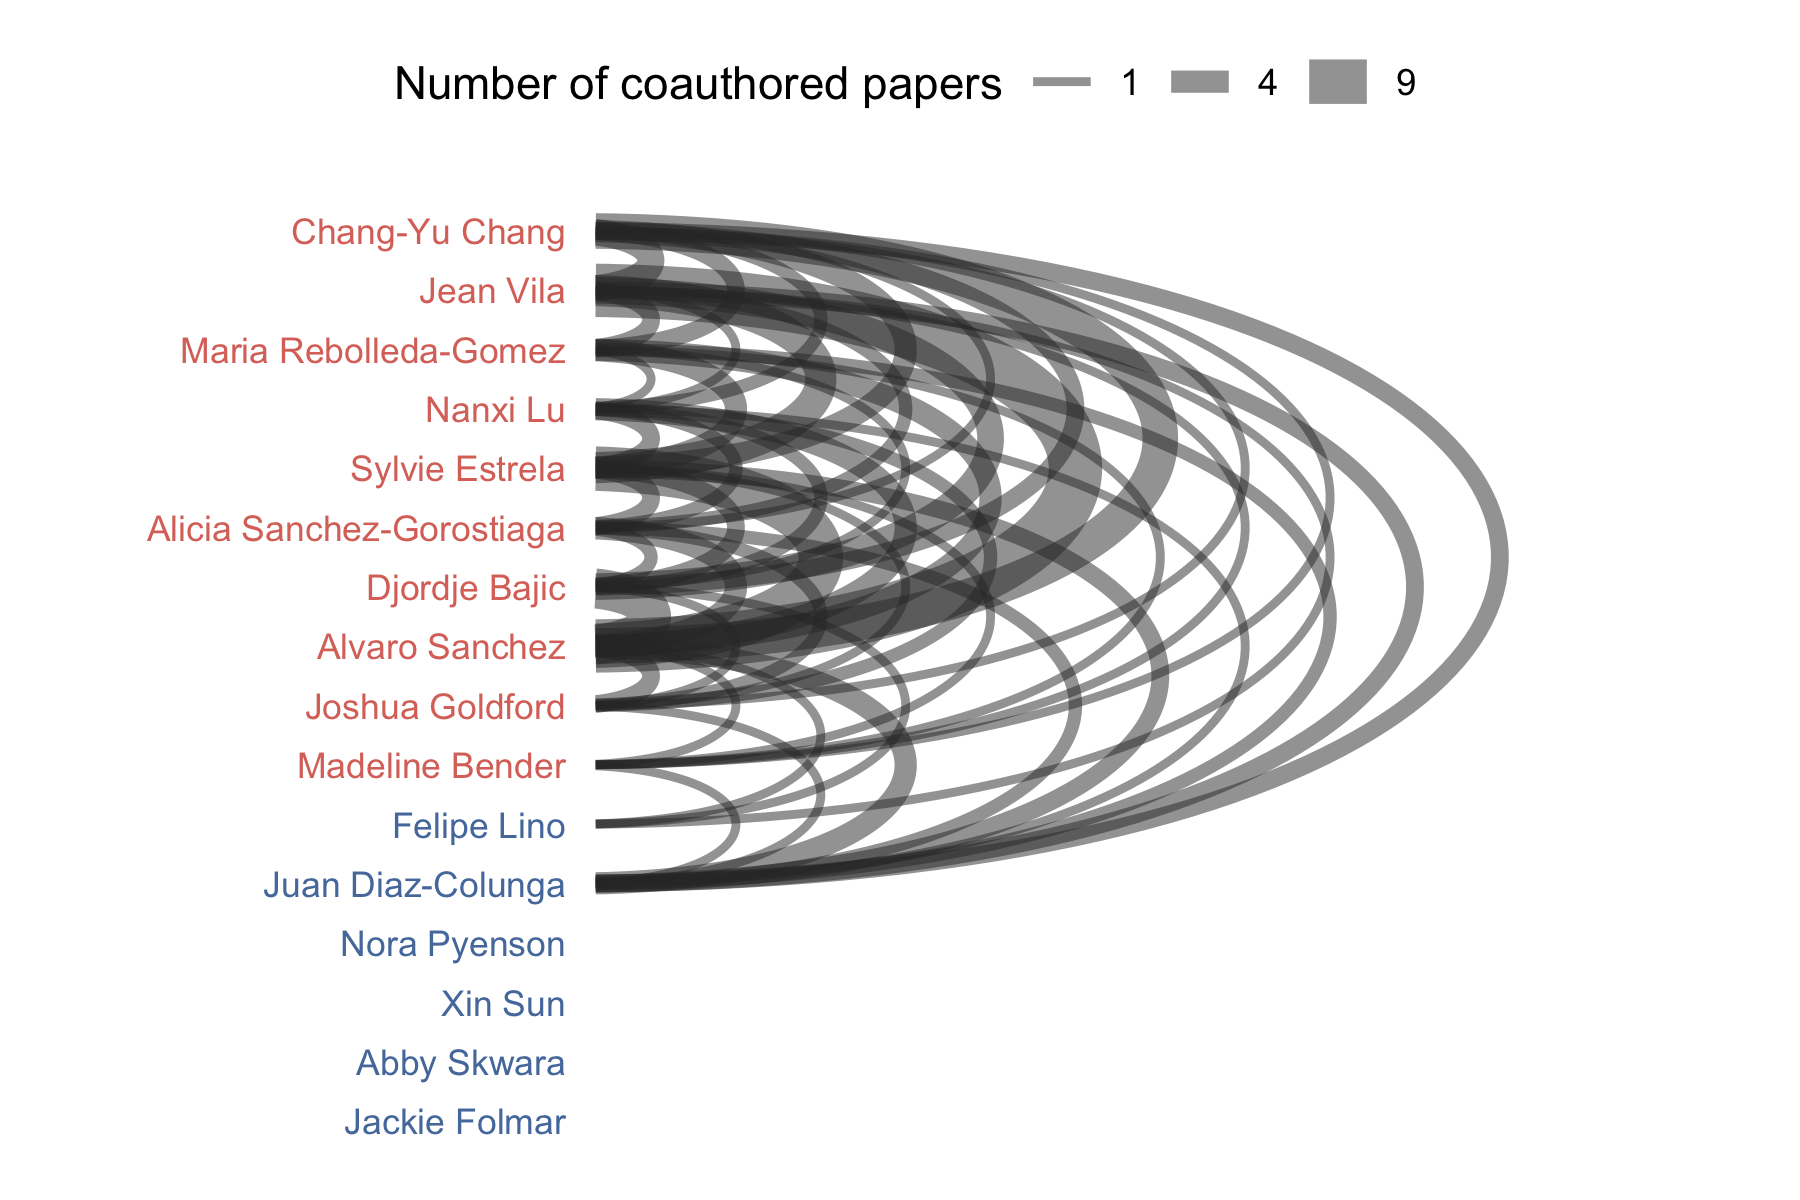 Number of coauthored papers 1 4 9
Chang-Yu Chang
Jean Vila
Maria Rebolleda-Gomez
Nanxi Lu
Sylvie Estrela
Alicia Sanchez-Gorostiaga
Djordje Bajic
Alvaro Sanchez
Joshua Goldford
Madeline Bender
Felipe Lino
Juan Diaz-Colunga
Nora Pyenson
Xin Sun
Abby Skwara
Jackie Folmar